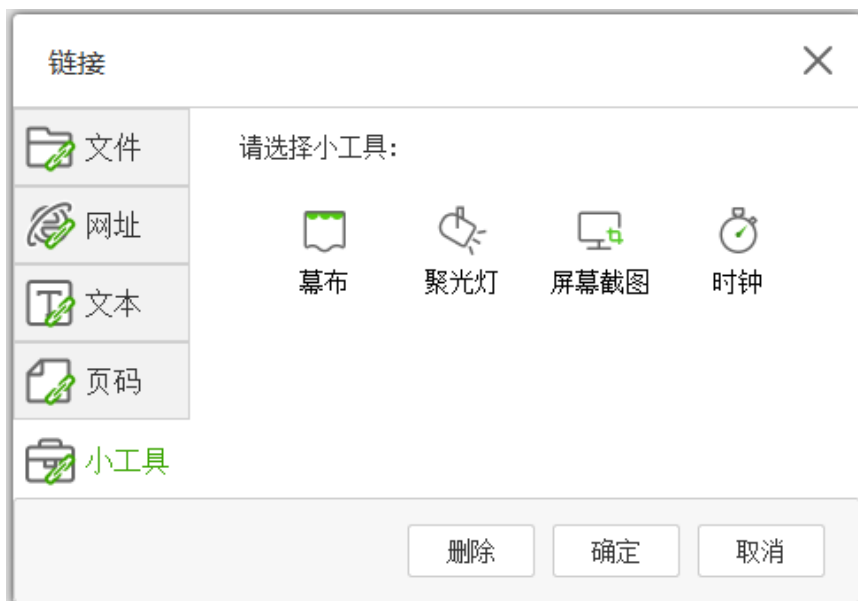 链接
文件
网址
文本
页码
小工具
请选择小工具:
幕布 聚光灯 屏幕截图 时钟
删除 确定 取消